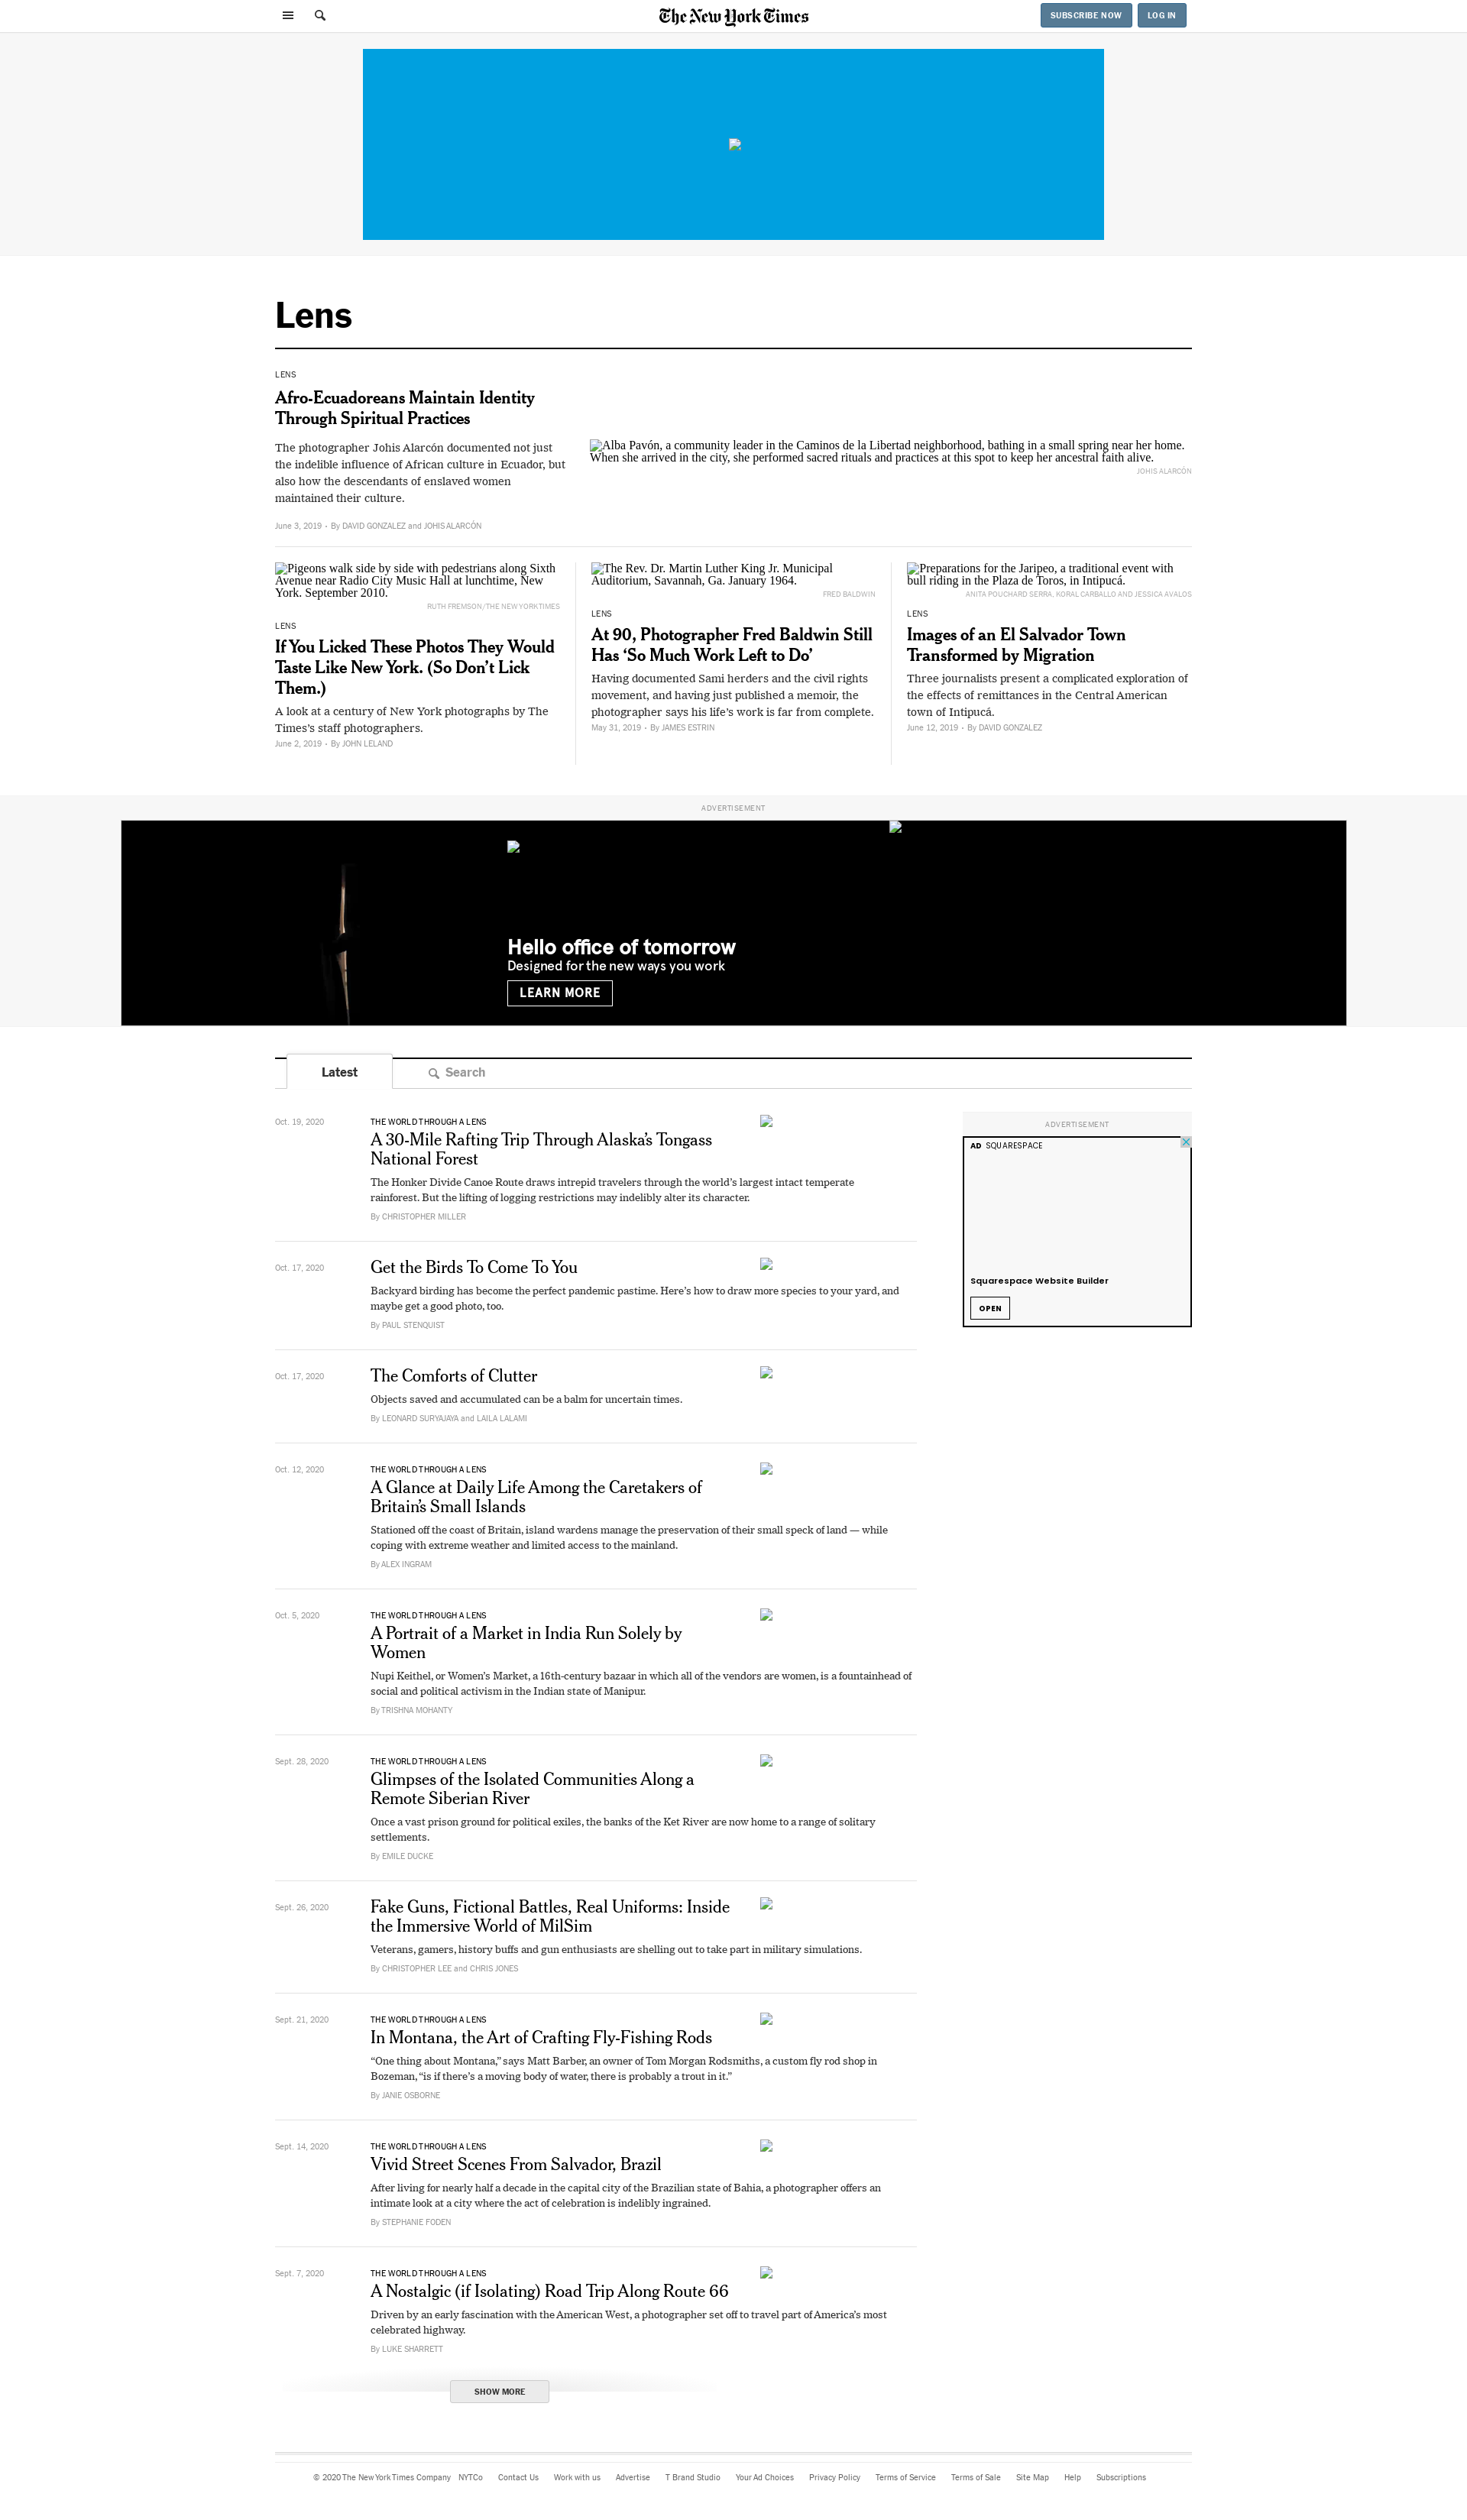 The New York Times
SUBSCRIBE NOW
LOG IN
Lens
LENS
Afro-Ecuadoreans Maintain Identity
Through Spiritual Practices
The photographer Johis Alarcón documented not just
the indelible influence of African culture in Ecuador, but
also how the descendants of enslaved women
maintained their culture.
June 3, 2019 • By DAVID GONZALEZ and JOHIS ALARCÓN
Alba Pavón, a community leader in the Caminos de la Libertad neighborhood, bathing in a small spring near her home.
When she arrived in the city, she performed sacred rituals and practices at this spot to keep her ancestral faith alive.
JOHIS ALARCÓN
Pigeons walk side by side with pedestrians along Sixth
Avenue near Radio City Music Hall at lunchtime, New
York. September 2010.
RUTH FREMSON/THE NEW YORK TIMES
LENS
If You Licked These Photos They Would
Taste Like New York. (So Don’t Lick
Them.)
A look at a century of New York photographs by The
Times’s staff photographers.
June 2, 2019 • By JOHN LELAND
The Rev. Dr. Martin Luther King Jr. Municipal
Auditorium, Savannah, Ga. January 1964.
FRED BALDWIN
LENS
At 90, Photographer Fred Baldwin Still
Has ‘So Much Work Left to Do’
Having documented Sami herders and the civil rights
movement, and having just published a memoir, the
photographer says his life’s work is far from complete.
May 31, 2019 • By JAMES ESTRIN
Preparations for the Jaripeo, a traditional event with
bull riding in the Plaza de Toros, in Intipucá.
ANITA POUCHARD SERRA, KORAL CARBALLO AND JESSICA AVALOS
LENS
Images of an El Salvador Town
Transformed by Migration
Three journalists present a complicated exploration of
the effects of remittances in the Central American
town of Intipucá.
June 12, 2019 • By DAVID GONZALEZ
ADVERTISEMENT
Hello office of tomorrow
Designed for the new ways you work
LEARN MORE
Latest
Search
Oct. 19, 2020
THE WORLD THROUGH A LENS
A 30-Mile Rafting Trip Through Alaska’s Tongass
National Forest
The Honker Divide Canoe Route draws intrepid travelers through the world’s largest intact temperate
rainforest. But the lifting of logging restrictions may indelibly alter its character.
By CHRISTOPHER MILLER
ADVERTISEMENT
AD SQUARESPACE
Squarespace Website Builder
OPEN
Oct. 17, 2020
Get the Birds To Come To You
Backyard birding has become the perfect pandemic pastime. Here’s how to draw more species to your yard, and
maybe get a good photo, too.
By PAUL STENQUIST
Oct. 17, 2020
The Comforts of Clutter
Objects saved and accumulated can be a balm for uncertain times.
By LEONARD SURYAJAYA and LAILA LALAMI
Oct. 12, 2020
THE WORLD THROUGH A LENS
A Glance at Daily Life Among the Caretakers of
Britain’s Small Islands
Stationed off the coast of Britain, island wardens manage the preservation of their small speck of land — while
coping with extreme weather and limited access to the mainland.
By ALEX INGRAM
Oct. 5, 2020
THE WORLD THROUGH A LENS
A Portrait of a Market in India Run Solely by
Women
Nupi Keithel, or Women’s Market, a 16th-century bazaar in which all of the vendors are women, is a fountainhead of
social and political activism in the Indian state of Manipur.
By TRISHNA MOHANTY
Sept. 28, 2020
THE WORLD THROUGH A LENS
Glimpses of the Isolated Communities Along a
Remote Siberian River
Once a vast prison ground for political exiles, the banks of the Ket River are now home to a range of solitary
settlements.
By EMILE DUCKE
Sept. 26, 2020
Fake Guns, Fictional Battles, Real Uniforms: Inside
the Immersive World of MilSim
Veterans, gamers, history buffs and gun enthusiasts are shelling out to take part in military simulations.
By CHRISTOPHER LEE and CHRIS JONES
Sept. 21, 2020
THE WORLD THROUGH A LENS
In Montana, the Art of Crafting Fly-Fishing Rods
“One thing about Montana,” says Matt Barber, an owner of Tom Morgan Rodsmiths, a custom fly rod shop in
Bozeman, “is if there’s a moving body of water, there is probably a trout in it.”
By JANIE OSBORNE
Sept. 14, 2020
THE WORLD THROUGH A LENS
Vivid Street Scenes From Salvador, Brazil
After living for nearly half a decade in the capital city of the Brazilian state of Bahia, a photographer offers an
intimate look at a city where the act of celebration is indelibly ingrained.
By STEPHANIE FODEN
Sept. 7, 2020
THE WORLD THROUGH A LENS
A Nostalgic (if Isolating) Road Trip Along Route 66
Driven by an early fascination with the American West, a photographer set off to travel part of America’s most
celebrated highway.
By LUKE SHARRETT
SHOW MORE
© 2020 The New York Times Company NYTCo Contact Us Work with us Advertise T Brand Studio Your Ad Choices Privacy Policy Terms of Service Terms of Sale Site Map Help Subscriptions